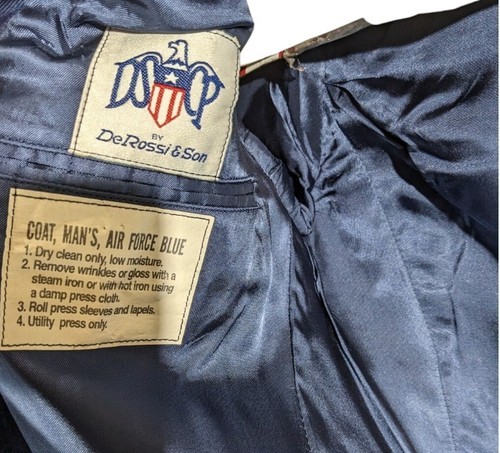 DSCP
BY
DeRossi & Son
COAT, MAN'S, AIR FORCE BLUE
1. Dry clean only, low moisture.
2. Remove wrinkles or gloss with a
steam iron or with hot iron using
a damp press cloth.
3. Roll press sleeves and lapels.
4. Utility press only.